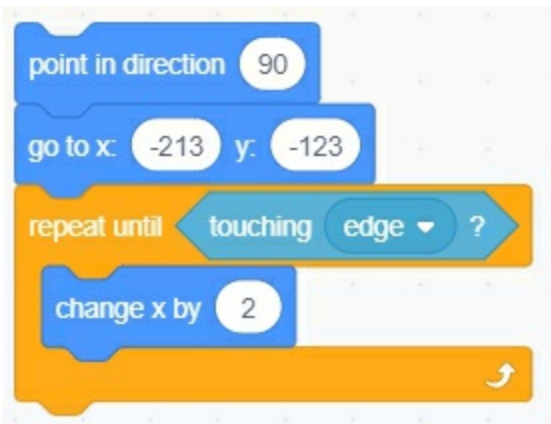 point in direction 90
go to x: -213 y: -123
repeat until touching edge ?
change x by 2